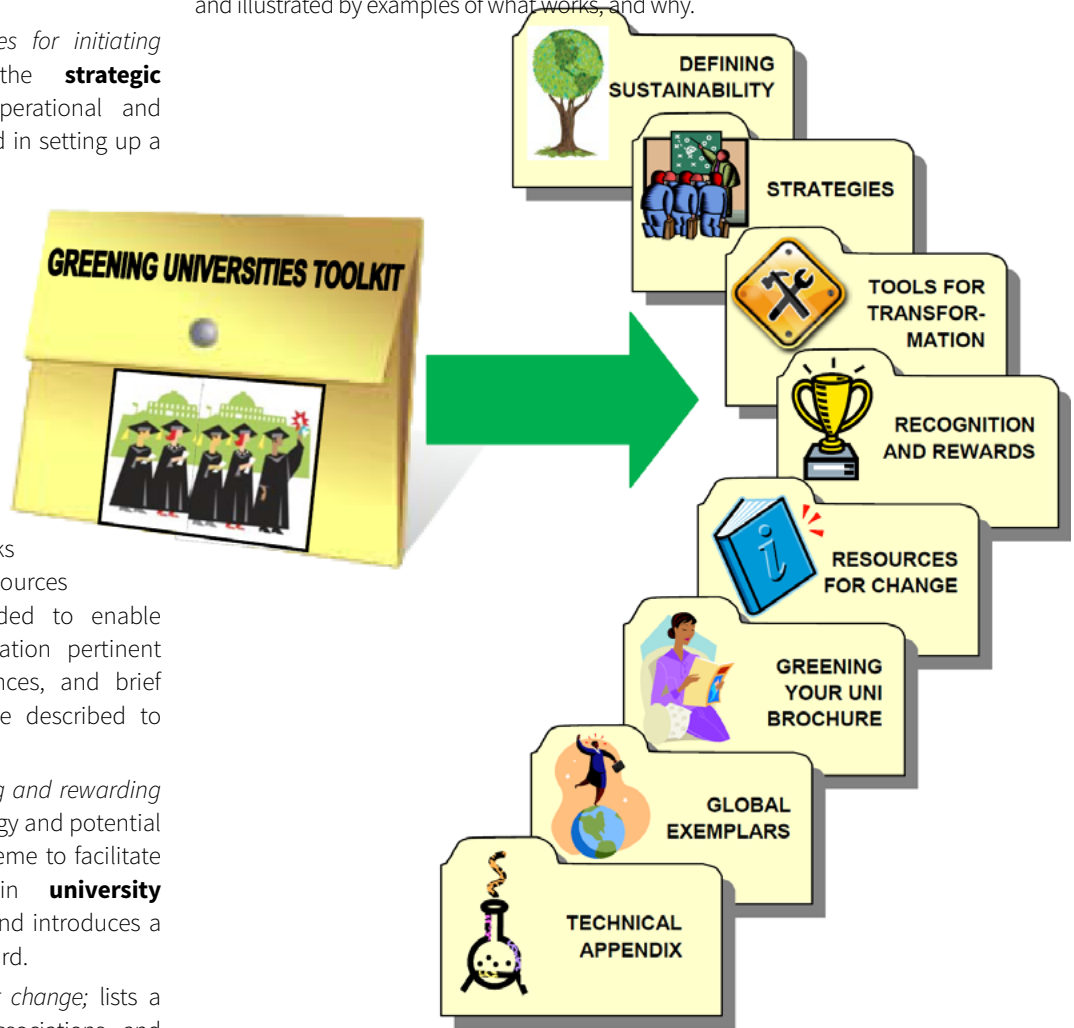 and illustrated by examples of what works, and why.
es for initiating
the strategic
perational and
d in setting up a
GREENING UNIVERSITIES TOOLKIT
ks
ources
ded to enable
ation pertinent
nces, and brief
e described to
g and rewarding
gy and potential
eme to facilitate
in university
nd introduces a
rd.
change; lists a
DEFINING
SUSTAINABILITY
STRATEGIES
TOOLS FOR
TRANSFOR-
MATION
RECOGNITION
AND REWARDS
i
RESOURCES
FOR CHANGE
GREENING
YOUR UNI
BROCHURE
GLOBAL
EXEMPLARS
TECHNICAL
APPENDIX